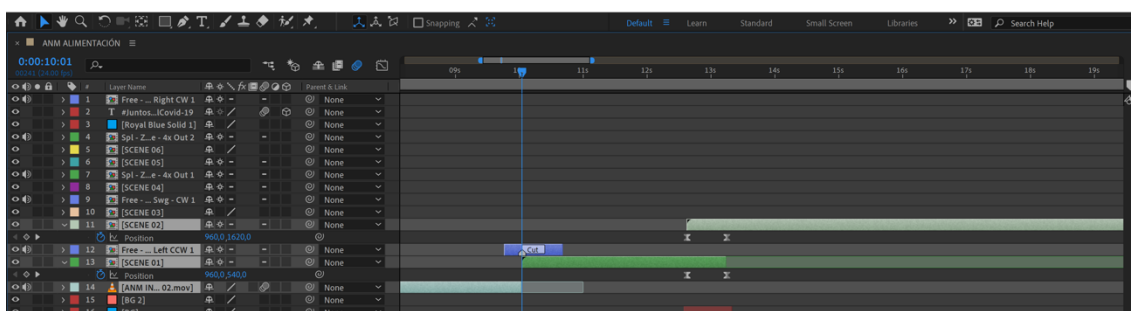 Snapping
Default ≡ Learn Standard Small Screen Libraries » Search Help
× ANM ALIMENTACIÓN ≡
0:00:10:01
00241 (24.00 fps)
09s 11s 12s 13s 14s 15s 16s 17s 18s 19s
# Layer Name fx Parent & Link
1 Free - ... Right CW 1 None
2 T #Juntos...lCovid-19 None
3 [Royal Blue Solid 1] None
4 Spl - Z...e - 4x Out 2 None
5 [SCENE 06] None
6 [SCENE 05] None
7 Spl - Z...e - 4x Out 1 None
8 [SCENE 04] None
9 Free - ... Swg - CW 1 None
10 [SCENE 03] None
11 [SCENE 02] None
Position 960,0,1620,0
12 Free - ... Left CCW 1 None Cut
13 [SCENE 01] None
Position 960,0,540,0
14 [ANM IN... 02.mov] None
15 [BG 2] None